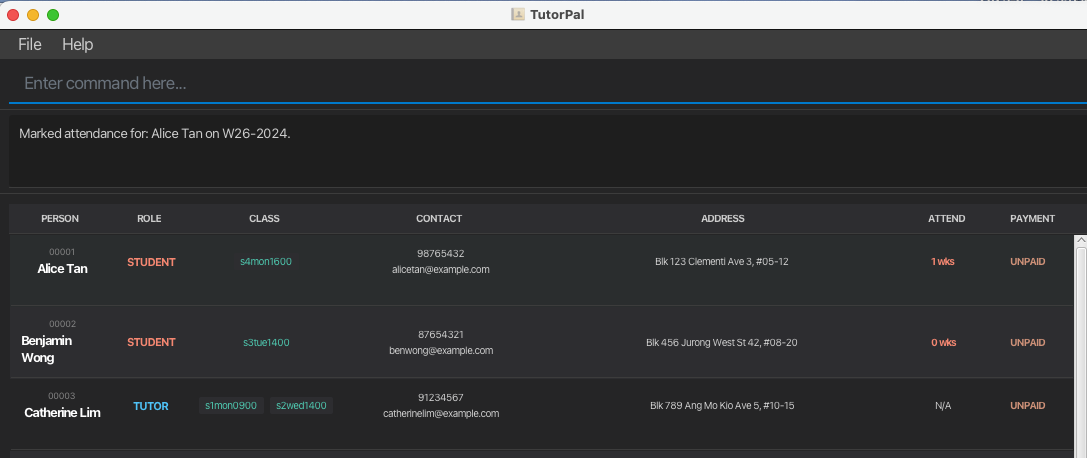 TutorPal
File Help
Enter command here...
Marked attendance for: Alice Tan on W26-2024.
PERSON ROLE CLASS CONTACT ADDRESS ATTEND PAYMENT
00001
Alice Tan STUDENT s4mon1600 98765432 alicetan@example.com Blk 123 Clementi Ave 3, #05-12 1 wks UNPAID
00002
Benjamin Wong STUDENT s3tue1400 87654321 benwong@example.com Blk 456 Jurong West St 42, #08-20 0 wks UNPAID
00003
Catherine Lim TUTOR s1mon0900 s2wed1400 91234567 catherinelim@example.com Blk 789 Ang Mo Kio Ave 5, #10-15 N/A UNPAID